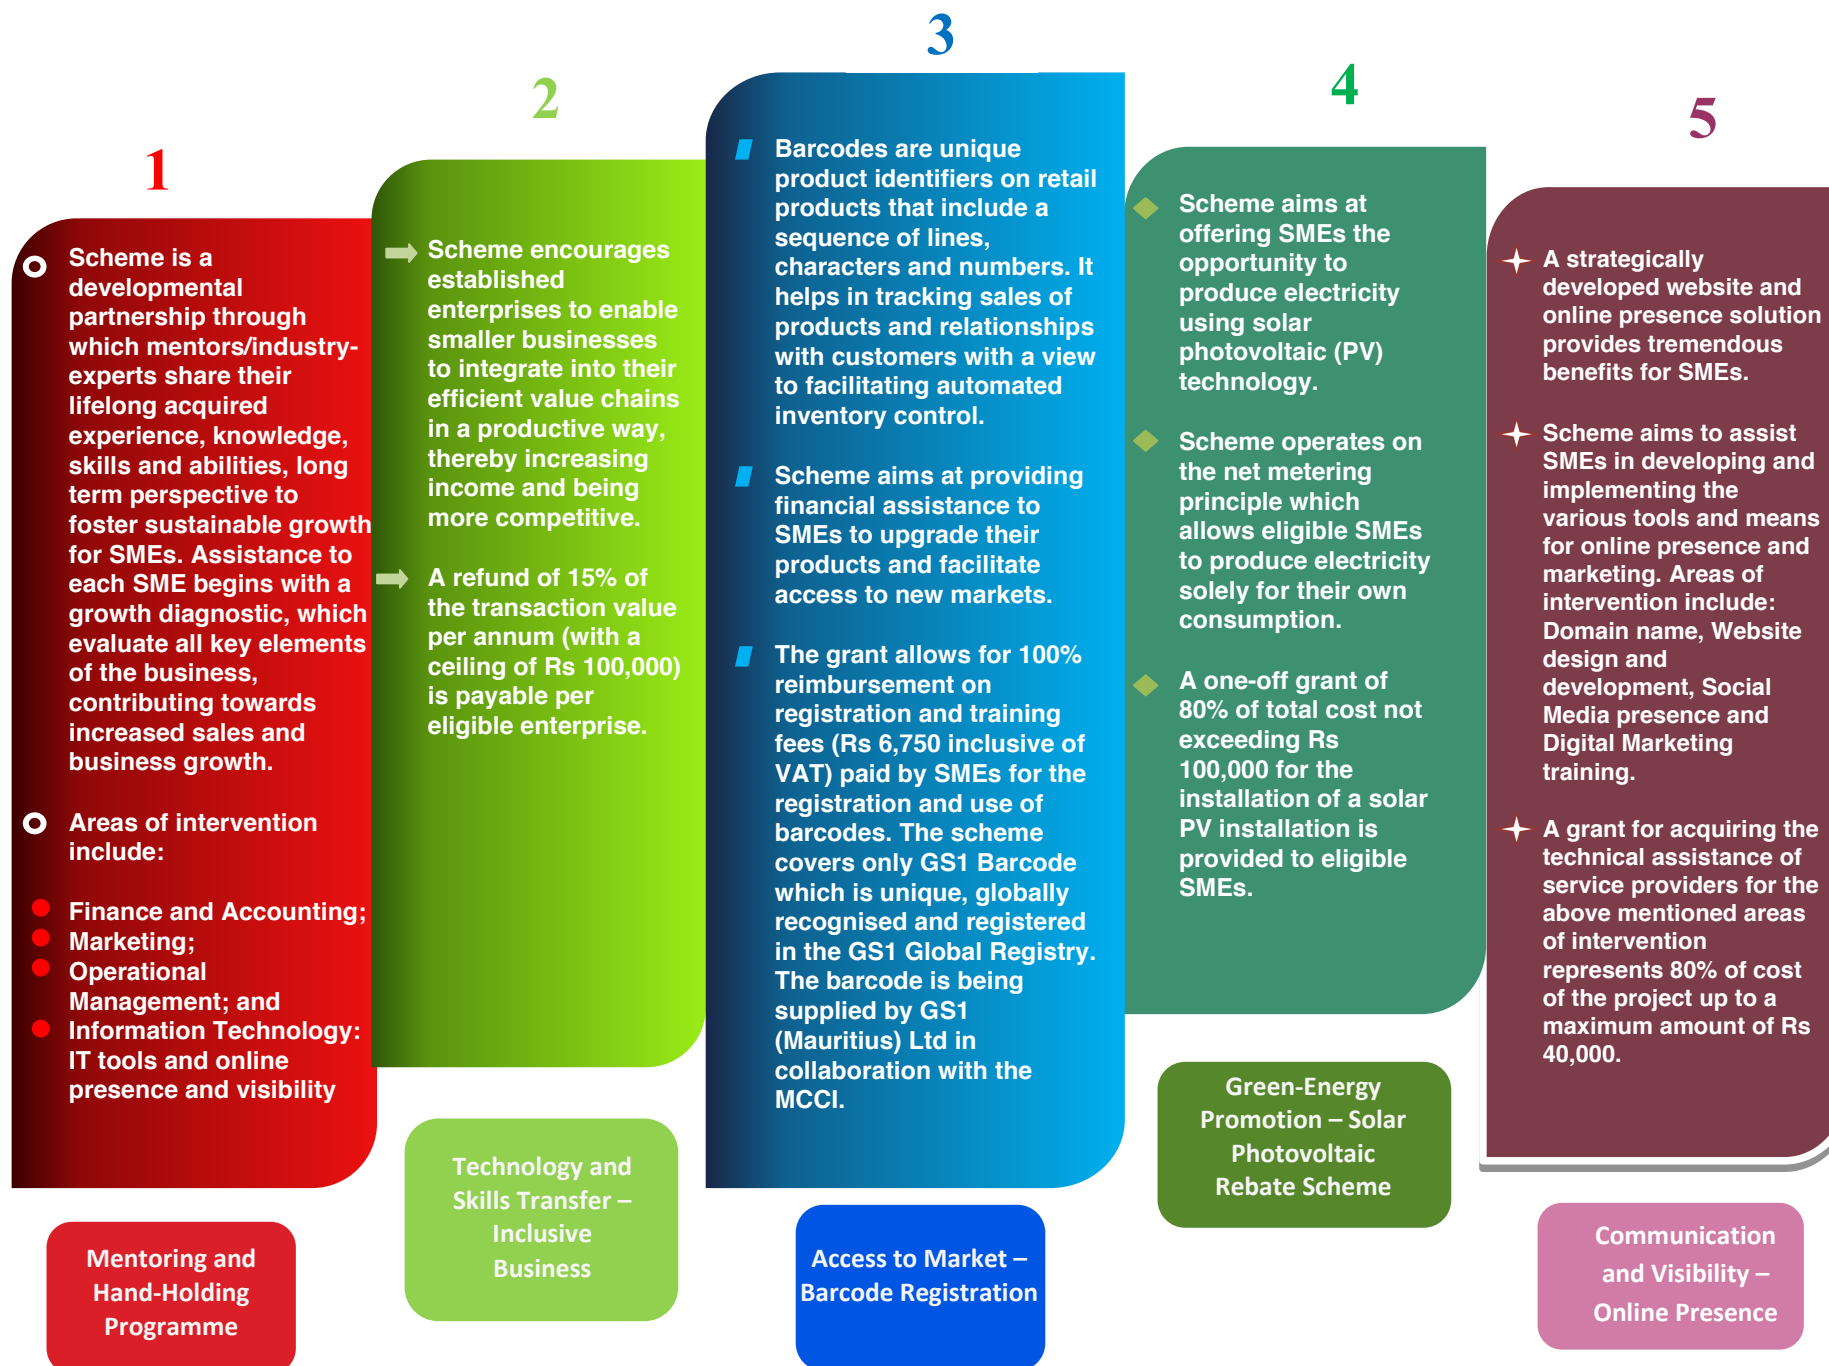 1
Scheme is a
developmental
partnership through
which mentors/industry-
experts share their
lifelong acquired
experience, knowledge,
skills and abilities, long
term perspective to
foster sustainable growth
for SMEs. Assistance to
each SME begins with a
growth diagnostic, which
evaluate all key elements
of the business,
contributing towards
increased sales and
business growth.
Areas of intervention
include:
Finance and Accounting;
Marketing;
Operational
Management; and
Information Technology:
IT tools and online
presence and visibility
Mentoring and
Hand-Holding
Programme
2
Scheme encourages
established
enterprises to enable
smaller businesses
to integrate into their
efficient value chains
in a productive way,
thereby increasing
income and being
more competitive.
A refund of 15% of
the transaction value
per annum (with a
ceiling of Rs 100,000)
is payable per
eligible enterprise.
Technology and
Skills Transfer –
Inclusive
Business
3
Barcodes are unique
product identifiers on retail
products that include a
sequence of lines,
characters and numbers. It
helps in tracking sales of
products and relationships
with customers with a view
to facilitating automated
inventory control.
Scheme aims at providing
financial assistance to
SMEs to upgrade their
products and facilitate
access to new markets.
The grant allows for 100%
reimbursement on
registration and training
fees (Rs 6,750 inclusive of
VAT) paid by SMEs for the
registration and use of
barcodes. The scheme
covers only GS1 Barcode
which is unique, globally
recognised and registered
in the GS1 Global Registry.
The barcode is being
supplied by GS1
(Mauritius) Ltd in
collaboration with the
MCCI.
Access to Market –
Barcode Registration
4
Scheme aims at
offering SMEs the
opportunity to
produce electricity
using solar
photovoltaic (PV)
technology.
Scheme operates on
the net metering
principle which
allows eligible SMEs
to produce electricity
solely for their own
consumption.
A one-off grant of
80% of total cost not
exceeding Rs
100,000 for the
installation of a solar
PV installation is
provided to eligible
SMEs.
Green-Energy
Promotion – Solar
Photovoltaic
Rebate Scheme
5
A strategically
developed website and
online presence solution
provides tremendous
benefits for SMEs.
Scheme aims to assist
SMEs in developing and
implementing the
various tools and means
for online presence and
marketing. Areas of
intervention include:
Domain name, Website
design and
development, Social
Media presence and
Digital Marketing
training.
A grant for acquiring the
technical assistance of
service providers for the
above mentioned areas
of intervention
represents 80% of cost
of the project up to a
maximum amount of Rs
40,000.
Communication
and Visibility –
Online Presence